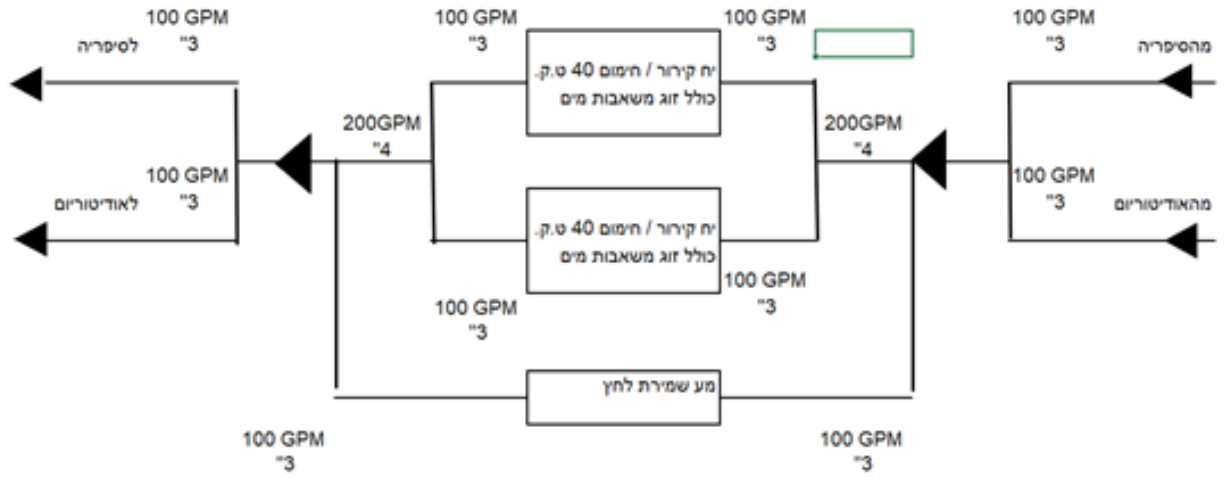 100 GPM
3"
מהסיפריה
100 GPM
3"
מהאודיטוריום
200GPM
4"
100 GPM
3"
100 GPM
3"
יח קירור / חימום 40 ט.ק.
כולל זוג משאבות מים
100 GPM
3"
יח קירור / חימום 40 ט.ק.
כולל זוג משאבות מים
100 GPM
3"
100 GPM
3"
מע שמירת לחץ
100 GPM
3"
200GPM
4"
100 GPM
3"
לסיפריה
100 GPM
3"
לאודיטוריום
100 GPM
3"